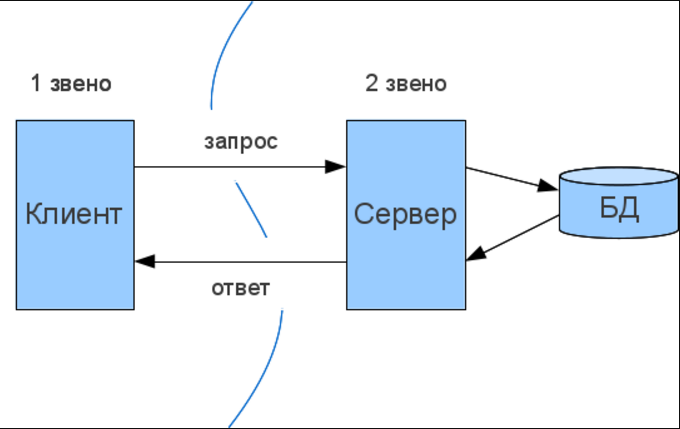 1 звено
2 звено
запрос
Клиент
Сервер
БД
ответ